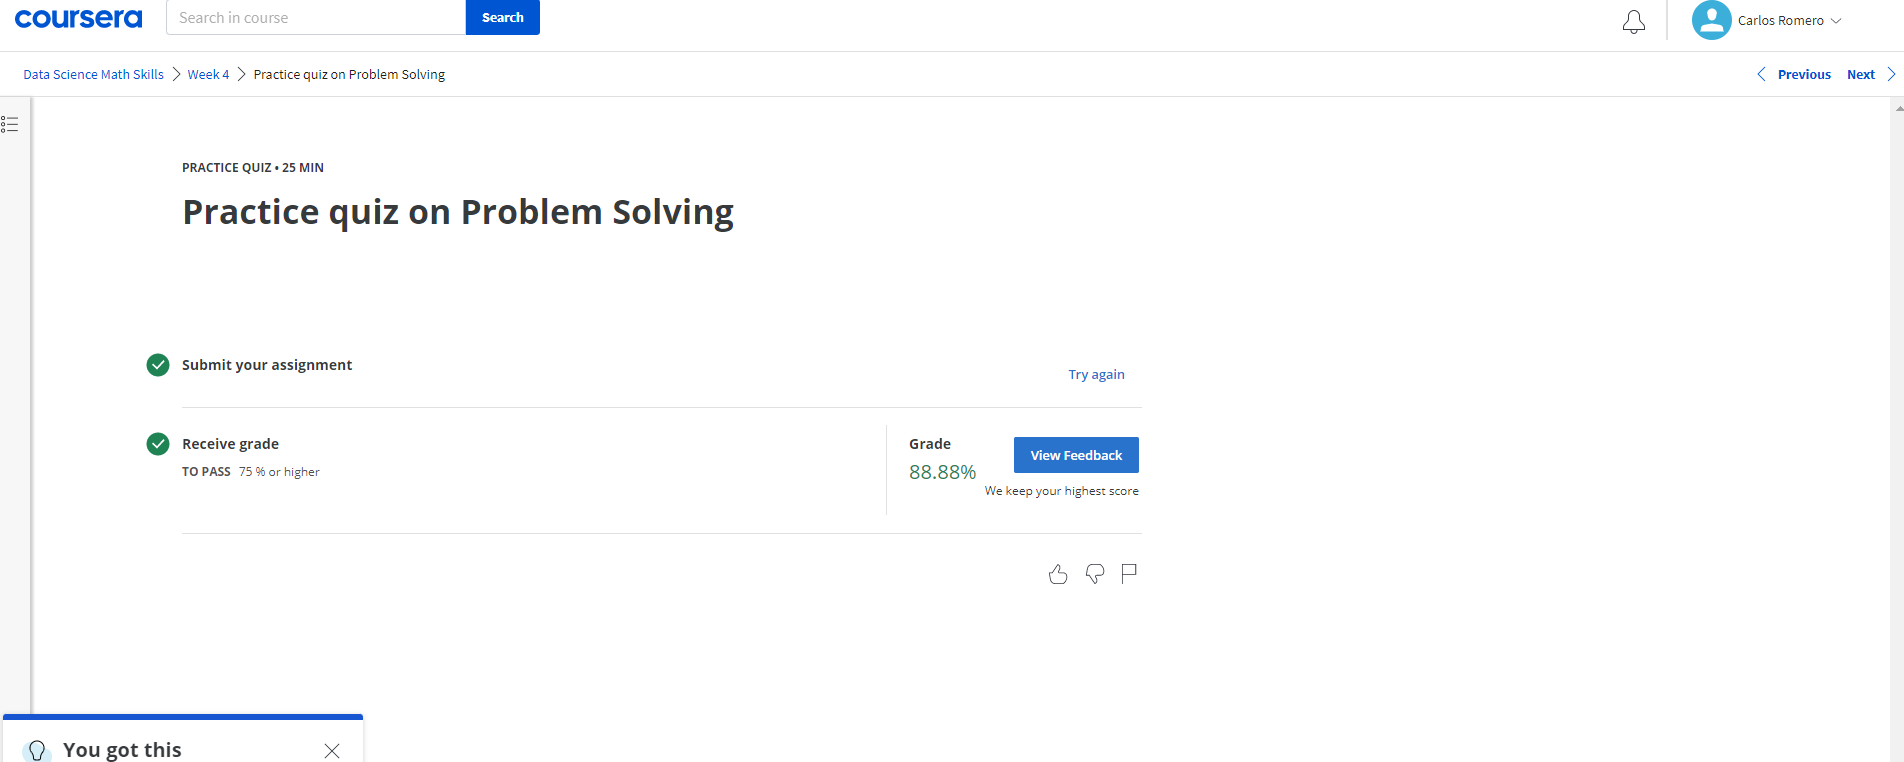 coursera
Search in course
Search
Carlos Romero
Data Science Math Skills
Week 4
Practice quiz on Problem Solving
Previous
Next
PRACTICE QUIZ • 25 MIN
Practice quiz on Problem Solving
Submit your assignment
Try again
Receive grade
TO PASS 75 % or higher
Grade
88.88%
View Feedback
We keep your highest score
You got this